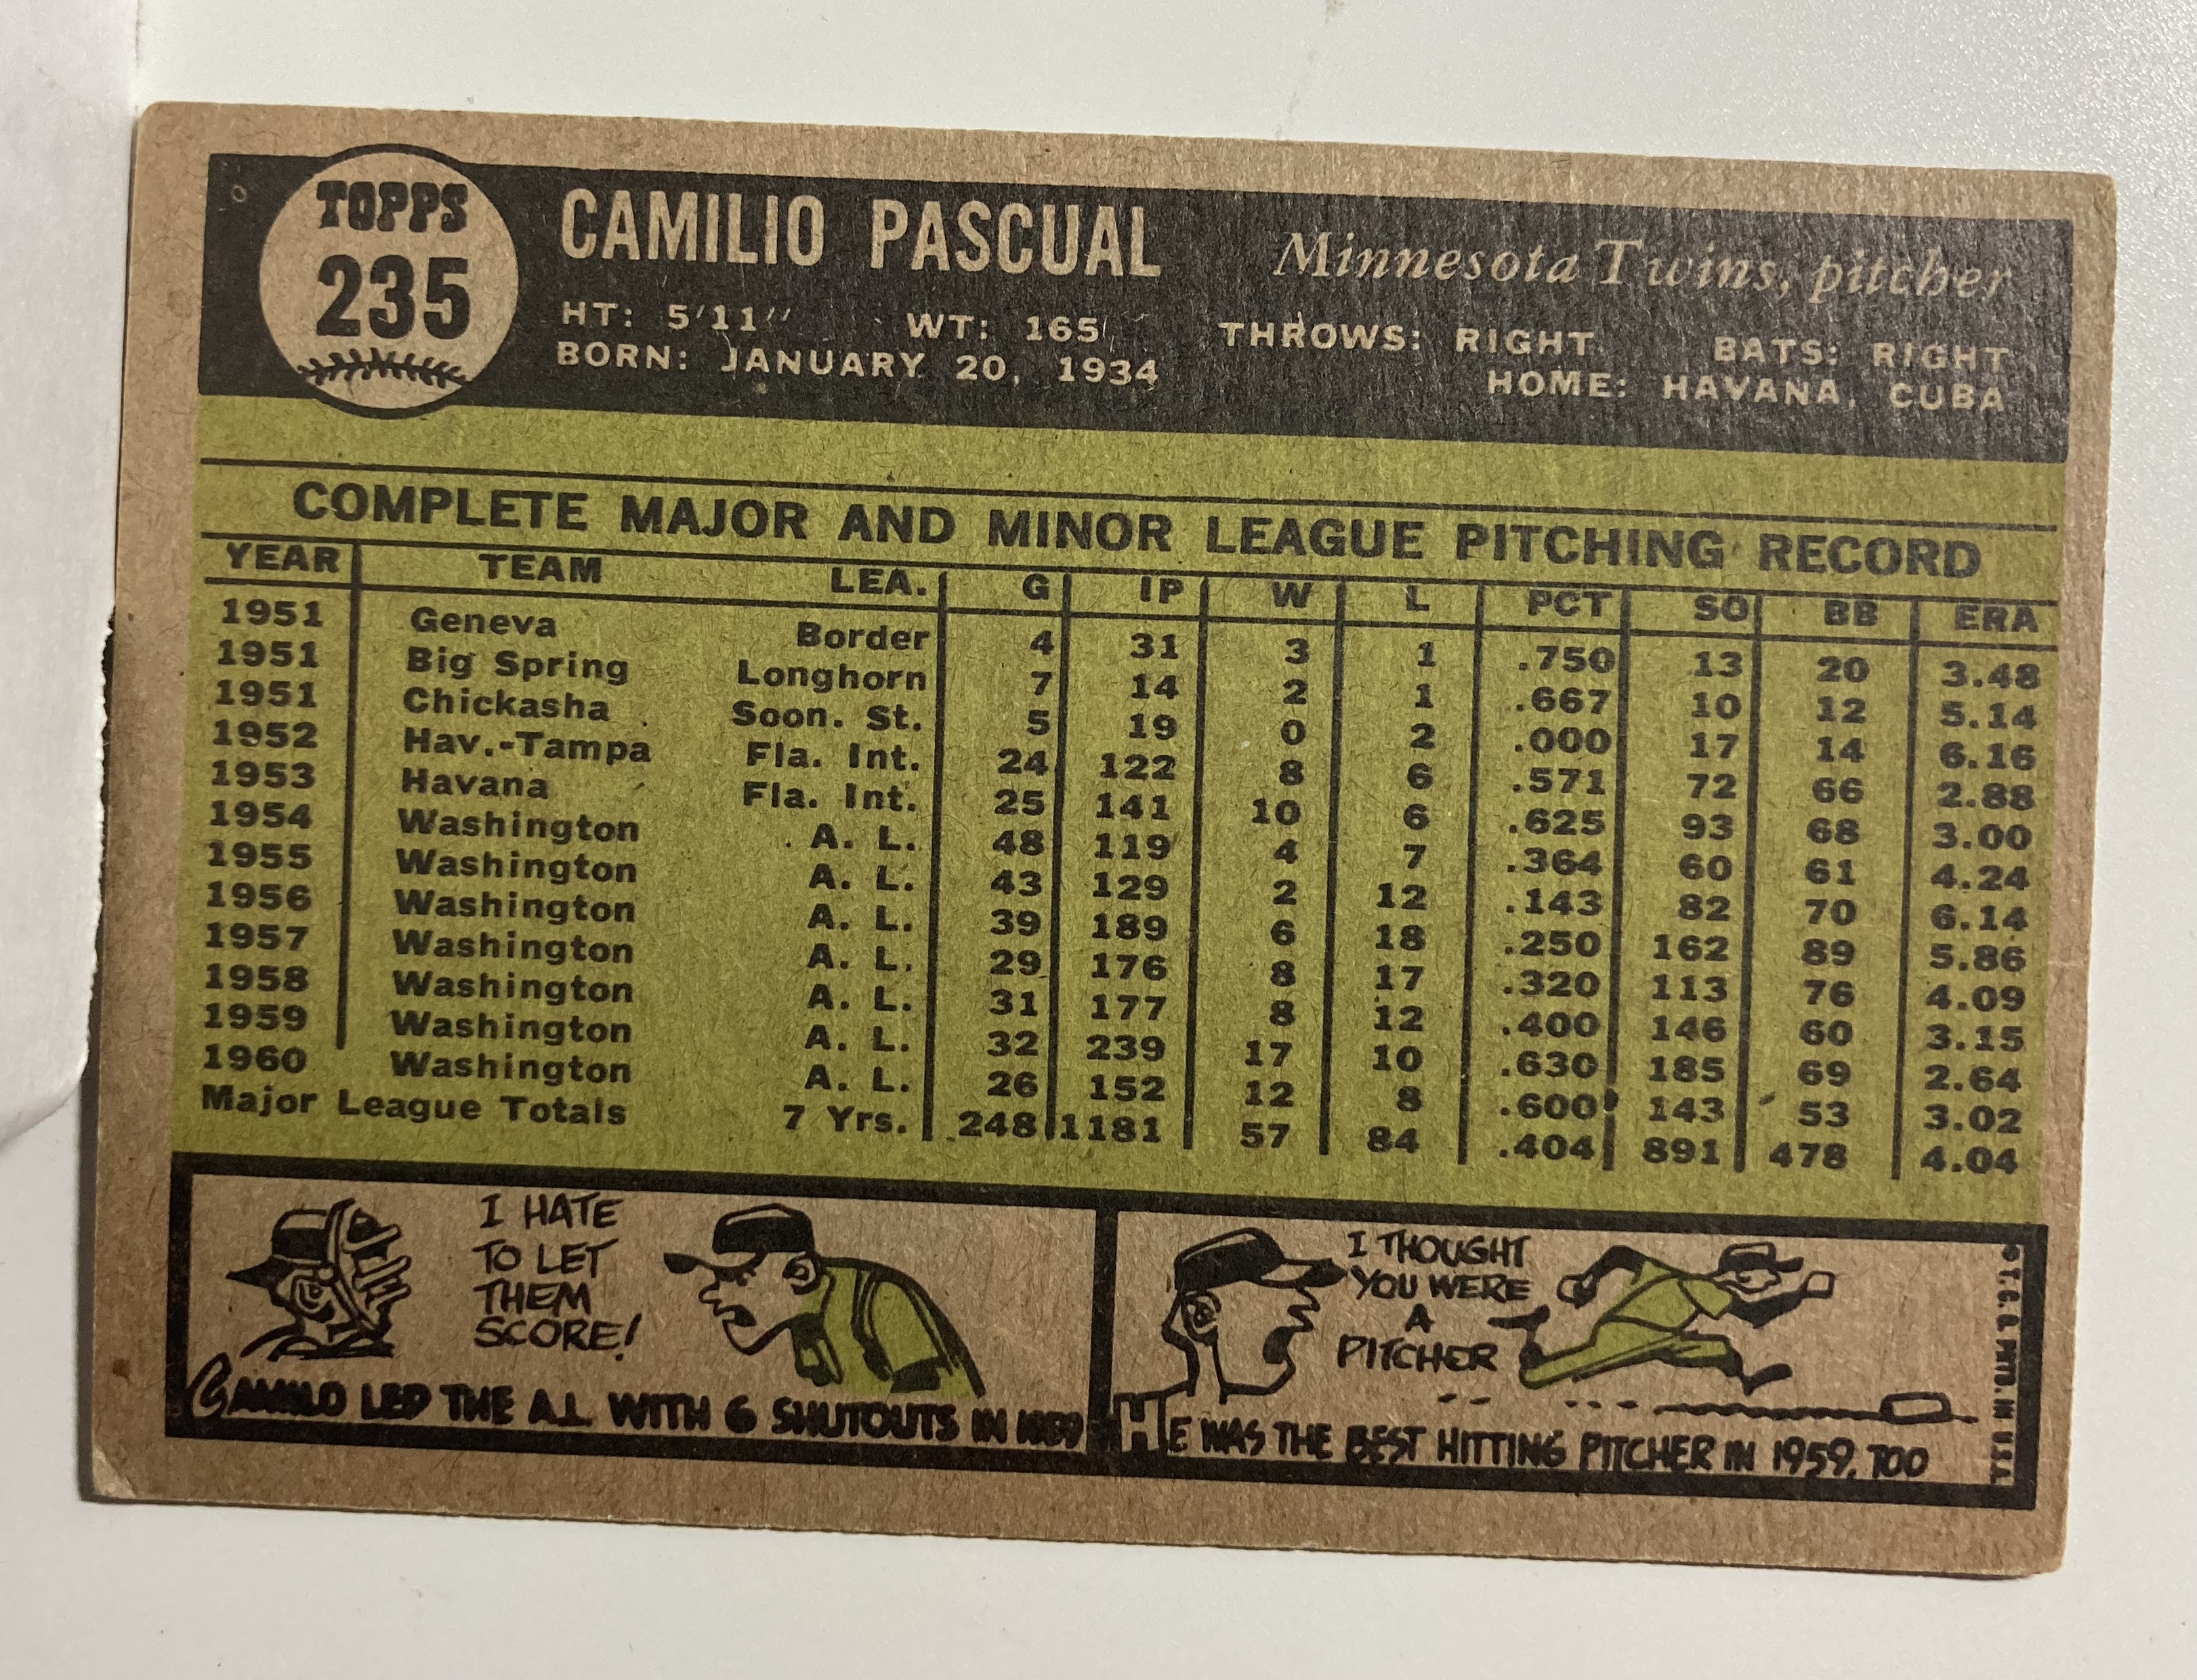 TOPPS
235
CAMILIO PASCUAL
Minnesota Twins, pitcher
HT: 5'11" WT: 165 THROWS: RIGHT BATS: RIGHT
BORN: JANUARY 20, 1934 HOME: HAVANA, CUBA
COMPLETE MAJOR AND MINOR LEAGUE PITCHING RECORD
YEAR TEAM LEA. G IP W L PCT SO BB ERA
1951 Geneva Border 4 31 3 1 .750 13 20 3.48
1951 Big Spring Longhorn 7 14 2 1 .667 10 12 5.14
1951 Chickasha Soon. St. 5 19 0 2 .000 17 14 6.16
1952 Hav.-Tampa Fla. Int. 24 122 8 6 .571 72 66 2.88
1953 Havana Fla. Int. 25 141 10 6 .625 93 68 3.00
1954 Washington A. L. 48 119 4 7 .364 60 61 4.24
1955 Washington A. L. 43 129 2 12 .143 82 70 6.14
1956 Washington A. L. 39 189 6 18 .250 162 89 5.86
1957 Washington A. L. 29 176 8 17 .320 113 76 4.09
1958 Washington A. L. 31 177 8 12 .400 146 60 3.15
1959 Washington A. L. 32 239 17 10 .630 185 69 2.64
1960 Washington A. L. 26 152 12 8 .600 143 53 3.02
Major League Totals 7 Yrs. 248 1181 57 84 .404 891 478 4.04
I HATE
TO LET
THEM
SCORE!
CAMILO LED THE A.L. WITH 6 SHUTOUTS IN 1959
I THOUGHT
YOU WERE
A
PITCHER
HE WAS THE BEST HITTING PITCHER IN 1959, TOO
T.C.G. PRTD. IN U.S.A.